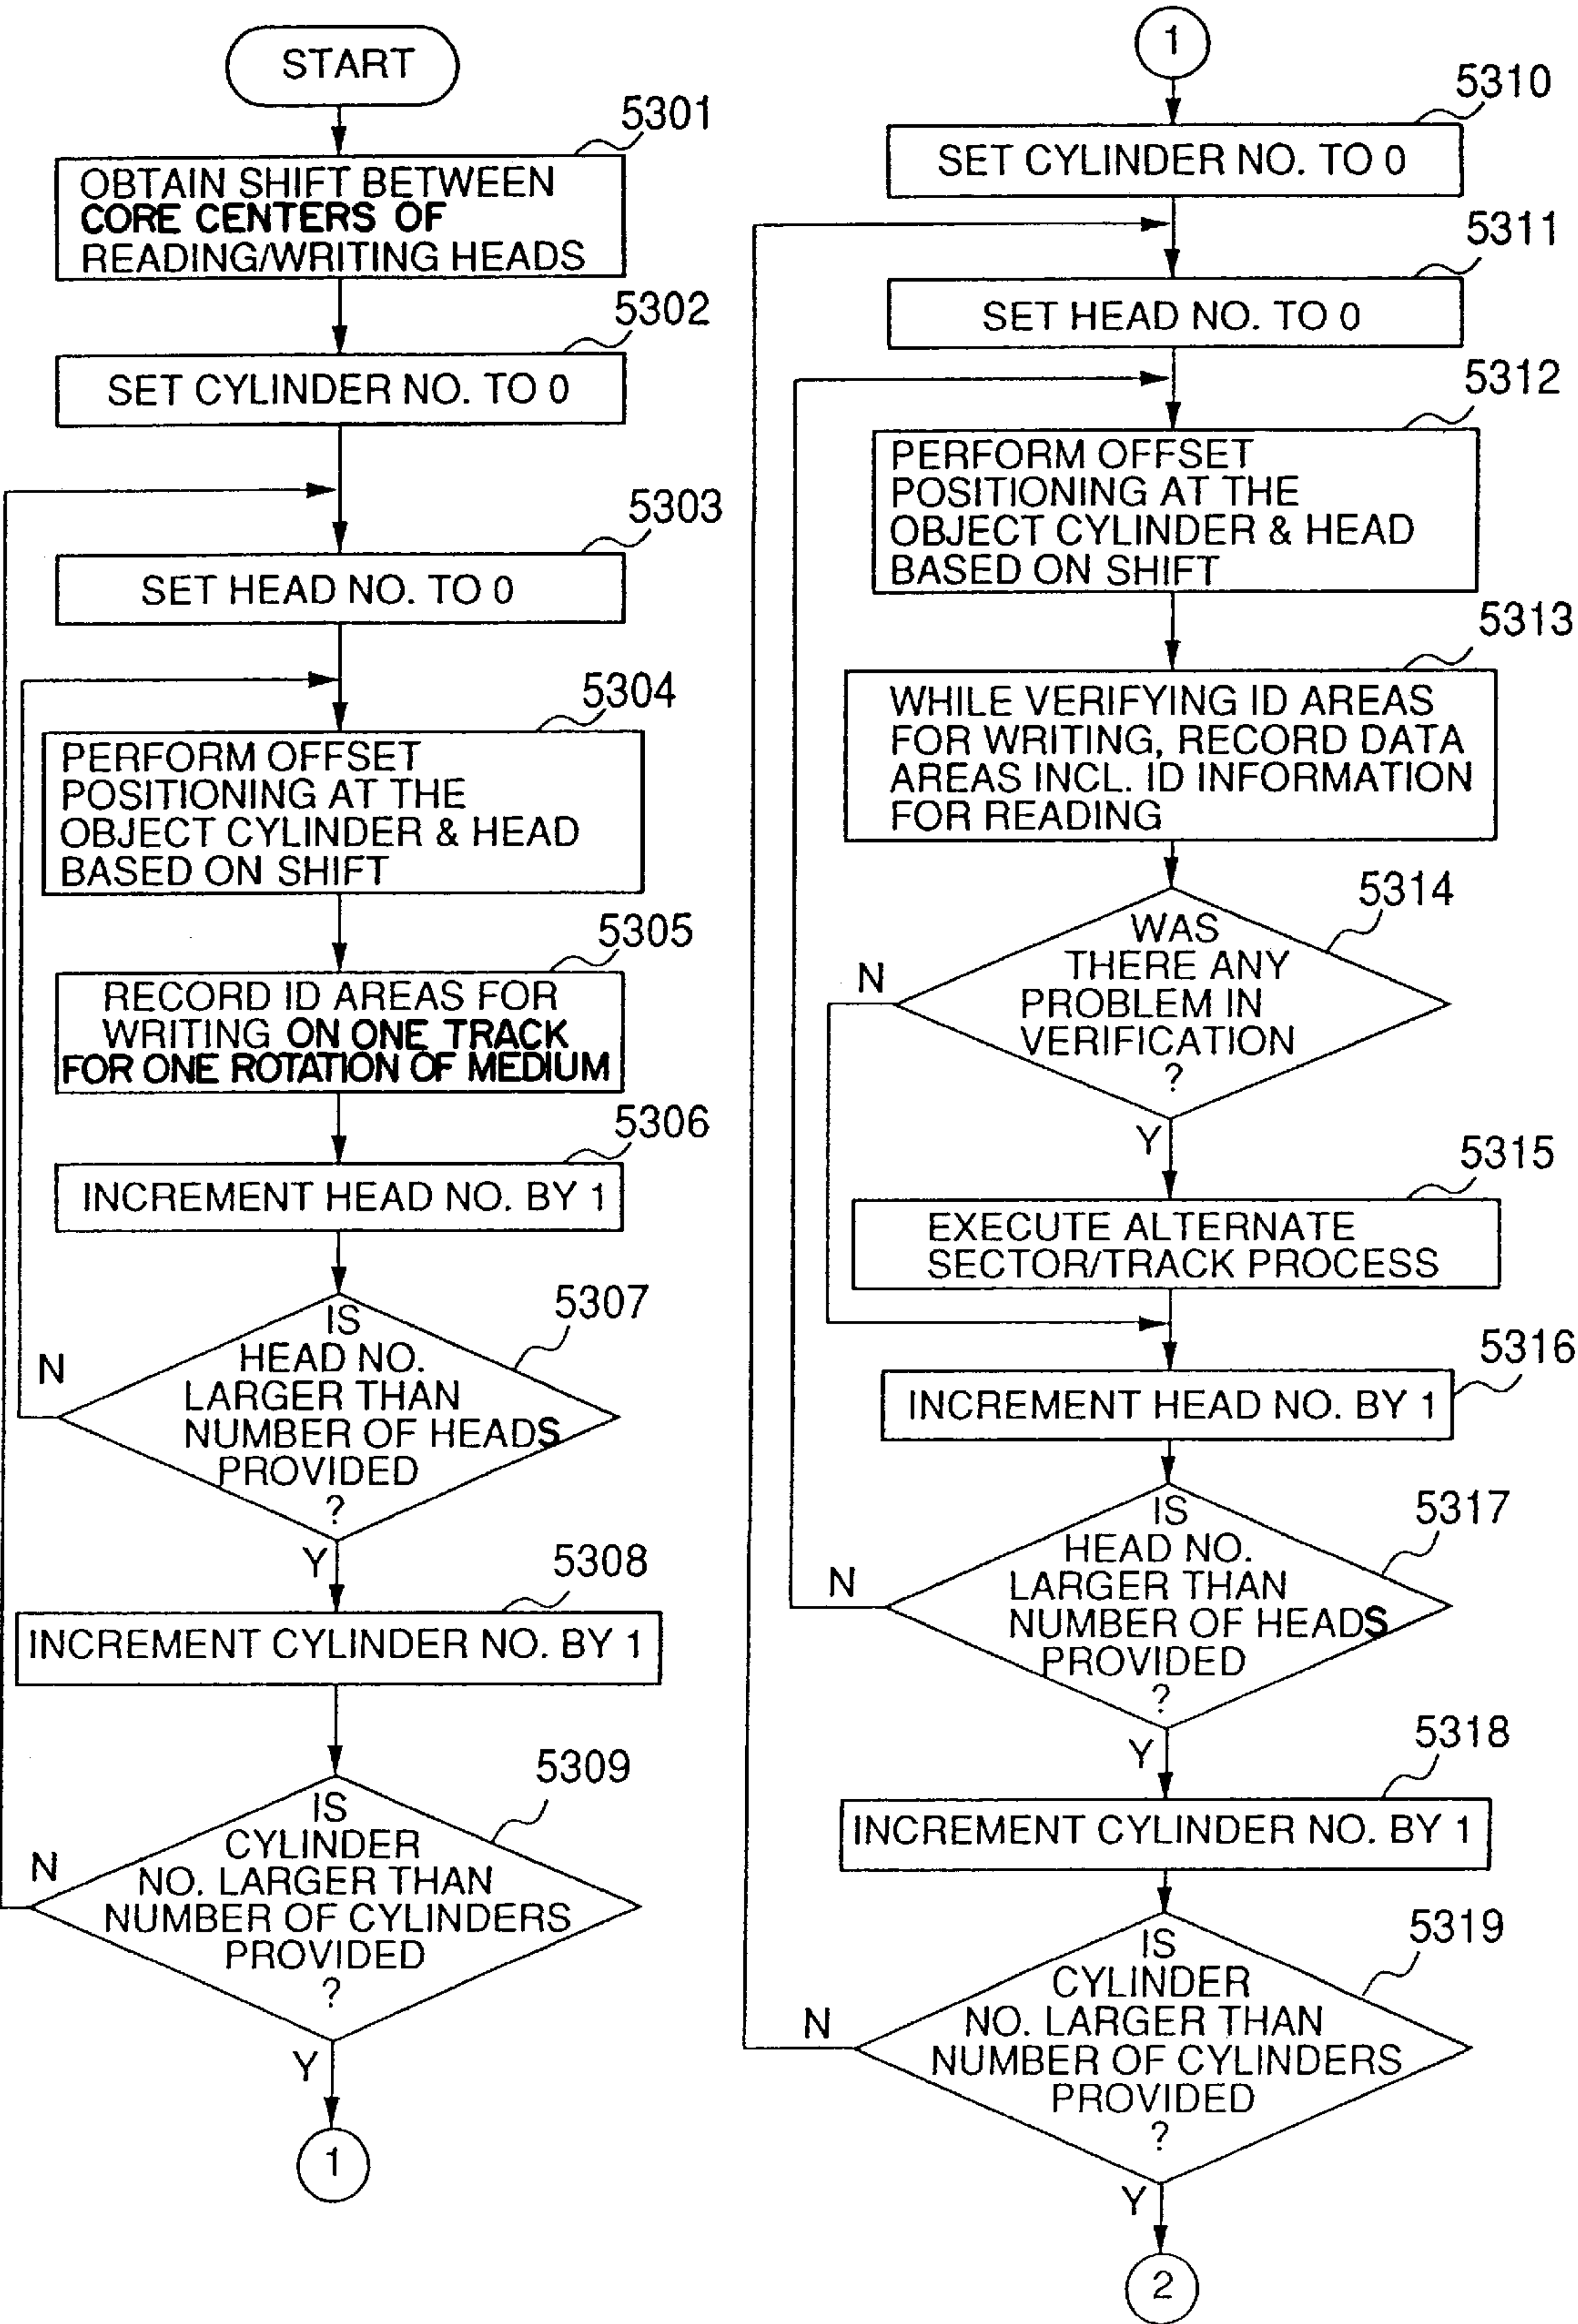 START
5301
OBTAIN SHIFT BETWEEN
CORE CENTERS OF
READING/WRITING HEADS
5302
SET CYLINDER NO. TO 0
5303
SET HEAD NO. TO 0
5304
PERFORM OFFSET
POSITIONING AT THE
OBJECT CYLINDER & HEAD
BASED ON SHIFT
5305
RECORD ID AREAS FOR
WRITING ON ONE TRACK
FOR ONE ROTATION OF MEDIUM
5306
INCREMENT HEAD NO. BY 1
5307
IS
HEAD NO.
LARGER THAN
NUMBER OF HEADS
PROVIDED
?
N
Y
5308
INCREMENT CYLINDER NO. BY 1
5309
IS
CYLINDER
NO. LARGER THAN
NUMBER OF CYLINDERS
PROVIDED
?
N
Y
1
1
5310
SET CYLINDER NO. TO 0
5311
SET HEAD NO. TO 0
5312
PERFORM OFFSET
POSITIONING AT THE
OBJECT CYLINDER & HEAD
BASED ON SHIFT
5313
WHILE VERIFYING ID AREAS
FOR WRITING, RECORD DATA
AREAS INCL. ID INFORMATION
FOR READING
5314
WAS
THERE ANY
PROBLEM IN
VERIFICATION
?
N
Y
5315
EXECUTE ALTERNATE
SECTOR/TRACK PROCESS
5316
INCREMENT HEAD NO. BY 1
5317
IS
HEAD NO.
LARGER THAN
NUMBER OF HEADS
PROVIDED
?
N
Y
5318
INCREMENT CYLINDER NO. BY 1
5319
IS
CYLINDER
NO. LARGER THAN
NUMBER OF CYLINDERS
PROVIDED
?
N
Y
2